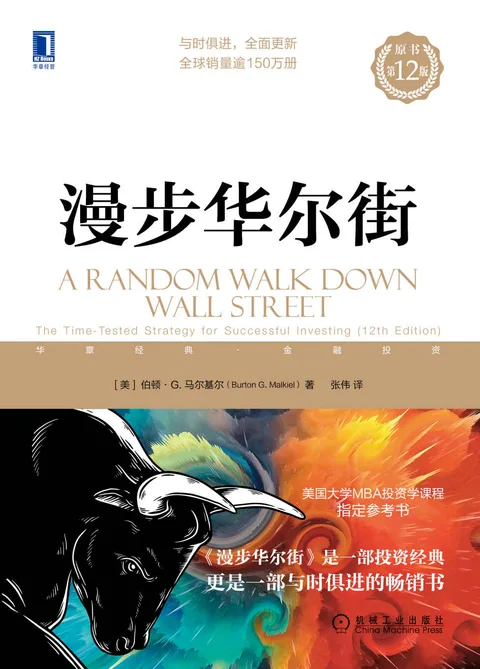 HZ BOOKS
华章经管
与时俱进，全面更新
全球销量逾150万册
原书
第12版
漫步华尔街
A RANDOM WALK DOWN
WALL STREET
The Time-Tested Strategy for Successful Investing (12th Edition)
华章经典·金融投资
[美] 伯顿·G. 马尔基尔（Burton G. Malkiel）著 张伟 译
美国大学MBA投资学课程
指定参考书
《漫步华尔街》是一部投资经典
更是一部与时俱进的畅销书
机械工业出版社
China Machine Press